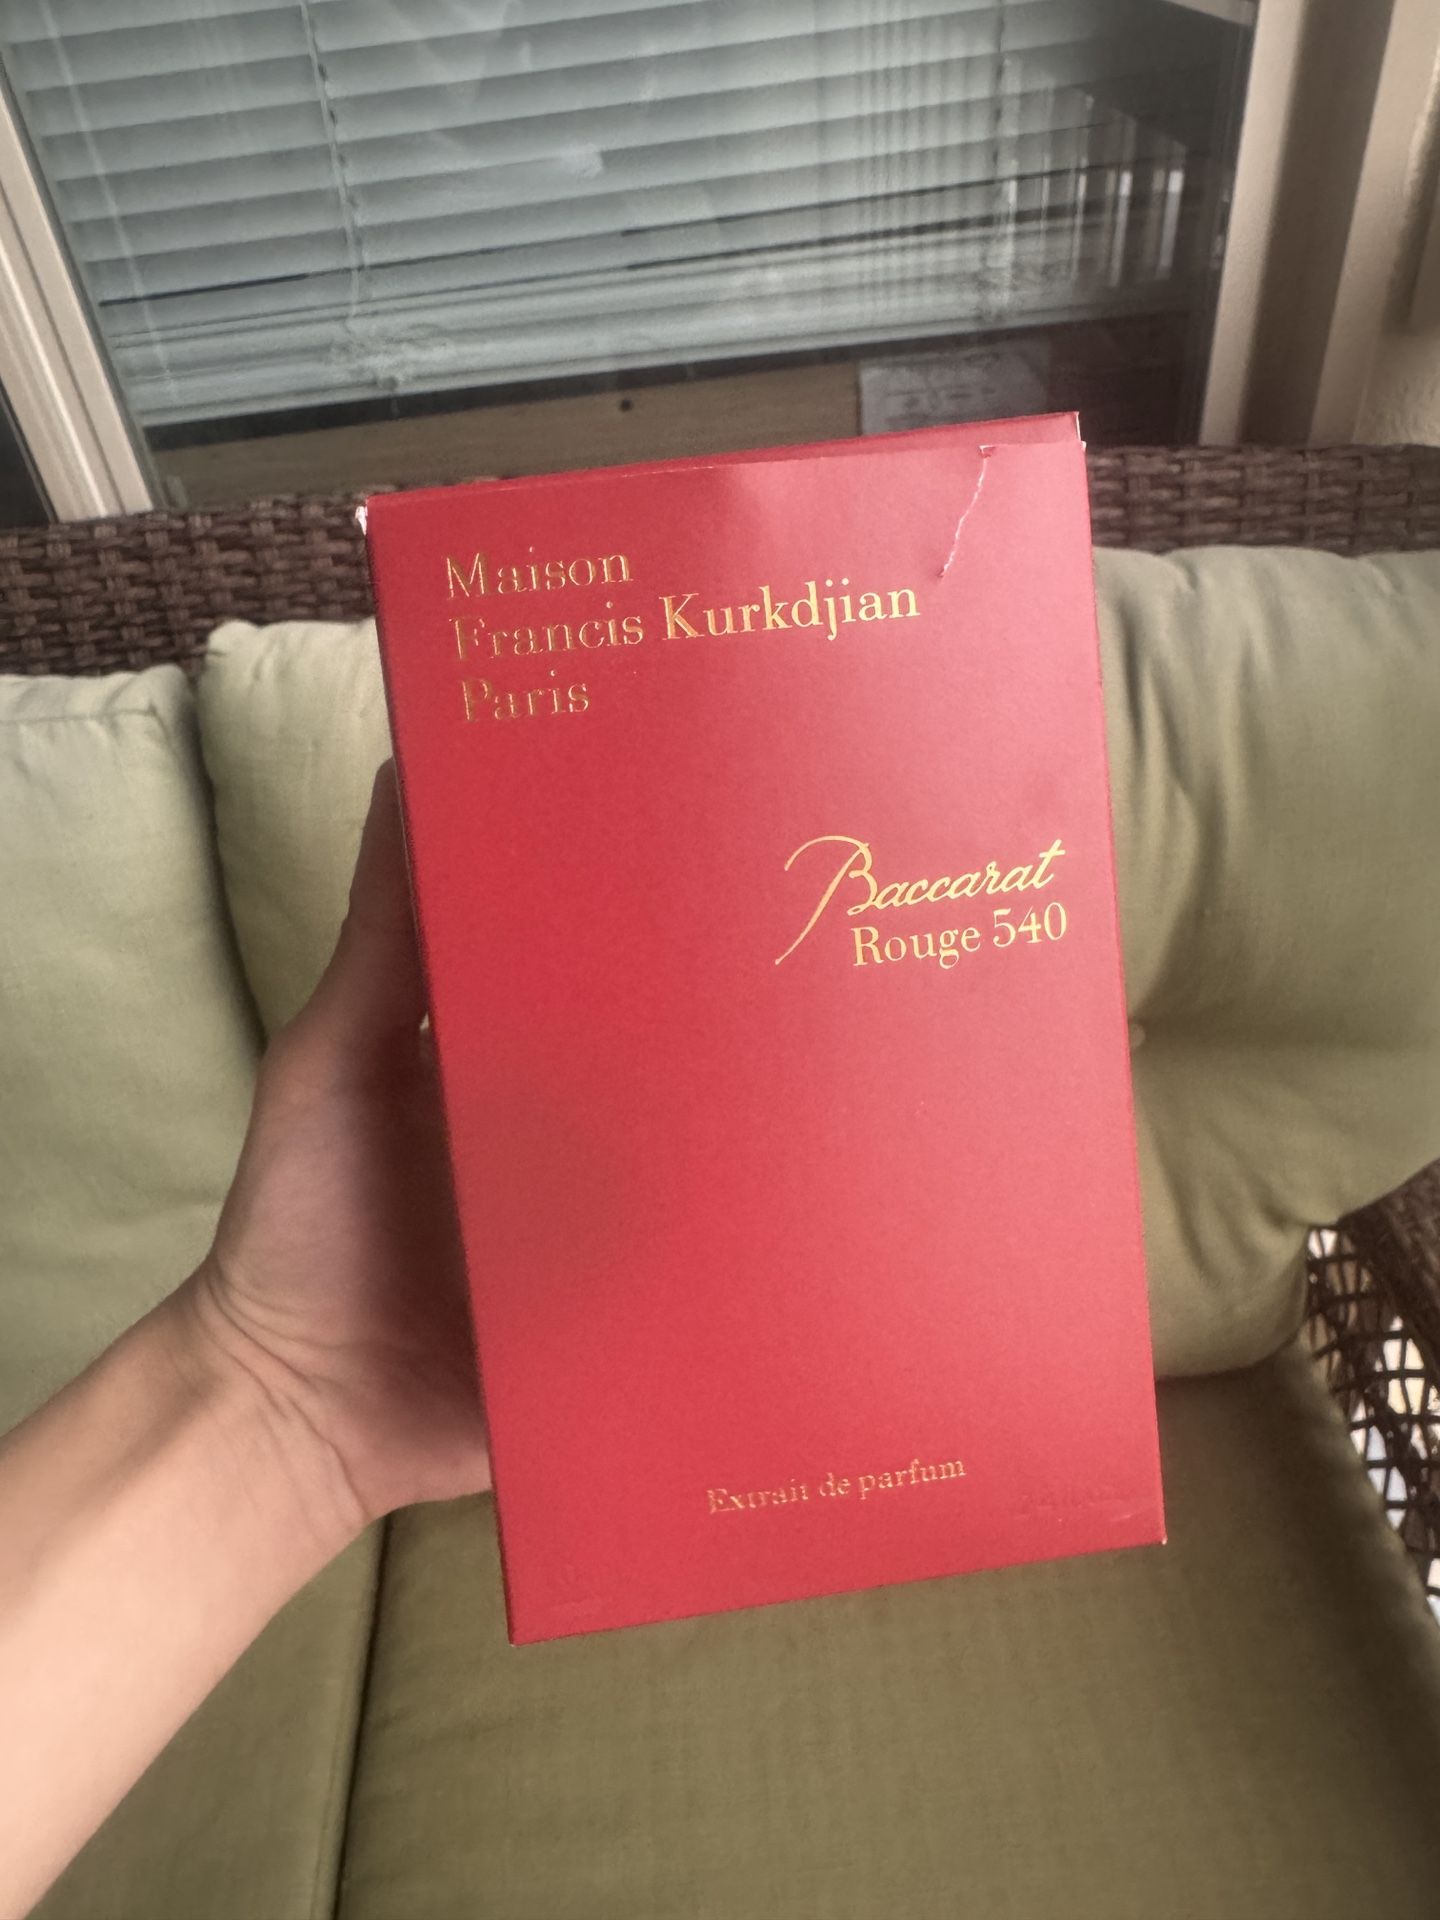 Maison
Francis Kurkdjian
Paris
Baccarat
Rouge 540
Extrait de parfum